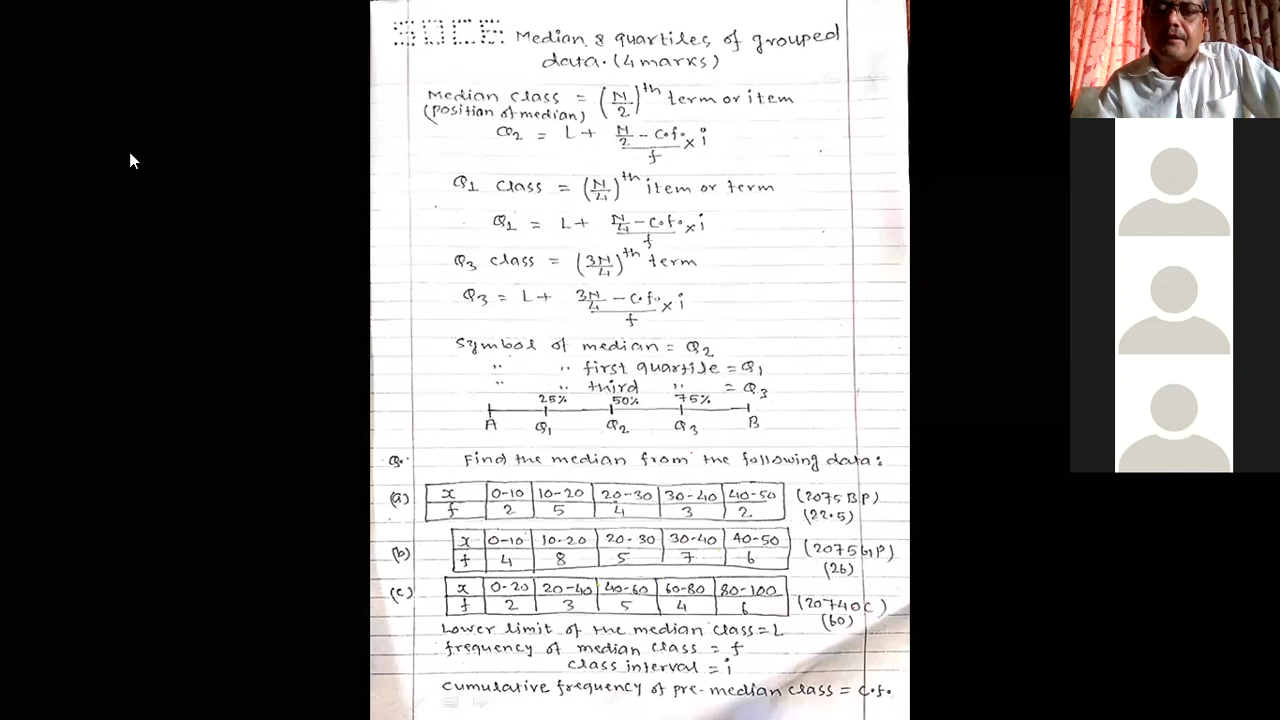 SOCE Median & quartiles of grouped
data. (4 marks)
Median class = (N/2)th term or item
(position of median)
Q2 = L + N/2 - c.f. / f × i
Q1 class = (N/4)th item or term
Q1 = L + N/4 - c.f. / f × i
Q3 class = (3N/4)th term
Q3 = L + 3N/4 - c.f. / f × i
Symbol of median = Q2
" " first quartile = Q1
" " third " = Q3
25% 50% 75%
A Q1 Q2 Q3 B
Q. Find the median from the following data:
(a) x 0-10 10-20 20-30 30-40 40-50 (2075 BP)
f 2 5 4 3 2 (22.5)
(b) x 0-10 10-20 20-30 30-40 40-50 (2075 GP)
f 4 8 5 7 6 (26)
(c) x 0-20 20-40 40-60 60-80 80-100 (2074 OC)
f 2 3 5 4 6 (60)
Lower limit of the median class = L
frequency of median class = f
class interval = i
cumulative frequency of pre-median class = c.f.